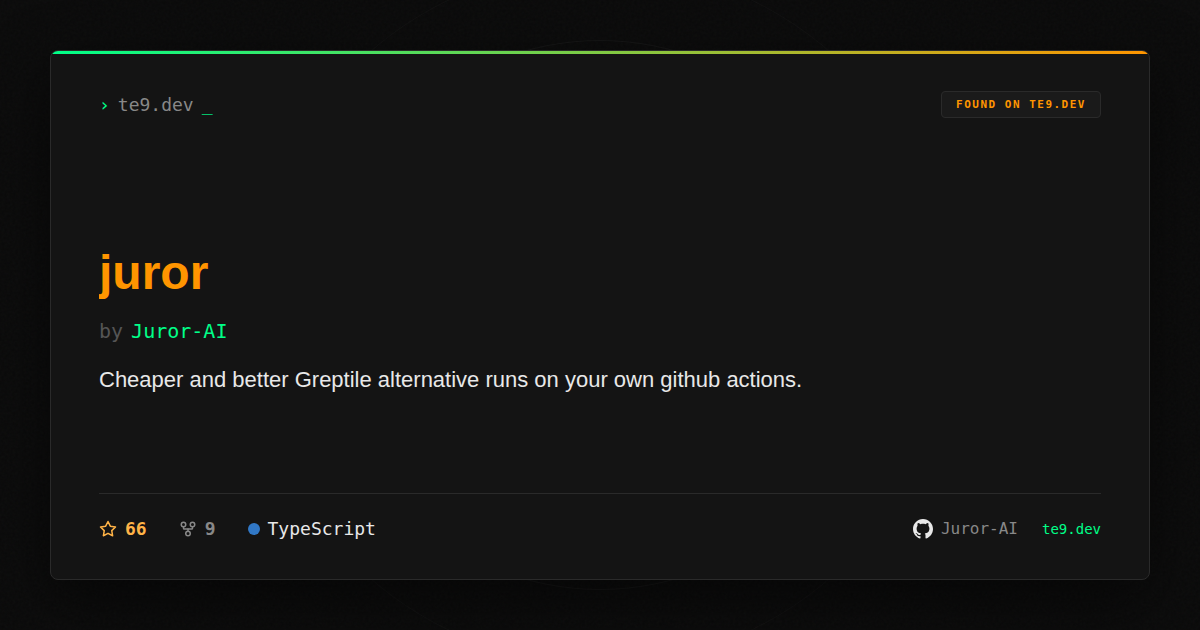 › te9.dev _
FOUND ON TE9.DEV
juror
by Juror-AI
Cheaper and better Greptile alternative runs on your own github actions.
66
9
TypeScript
Juror-AI
te9.dev